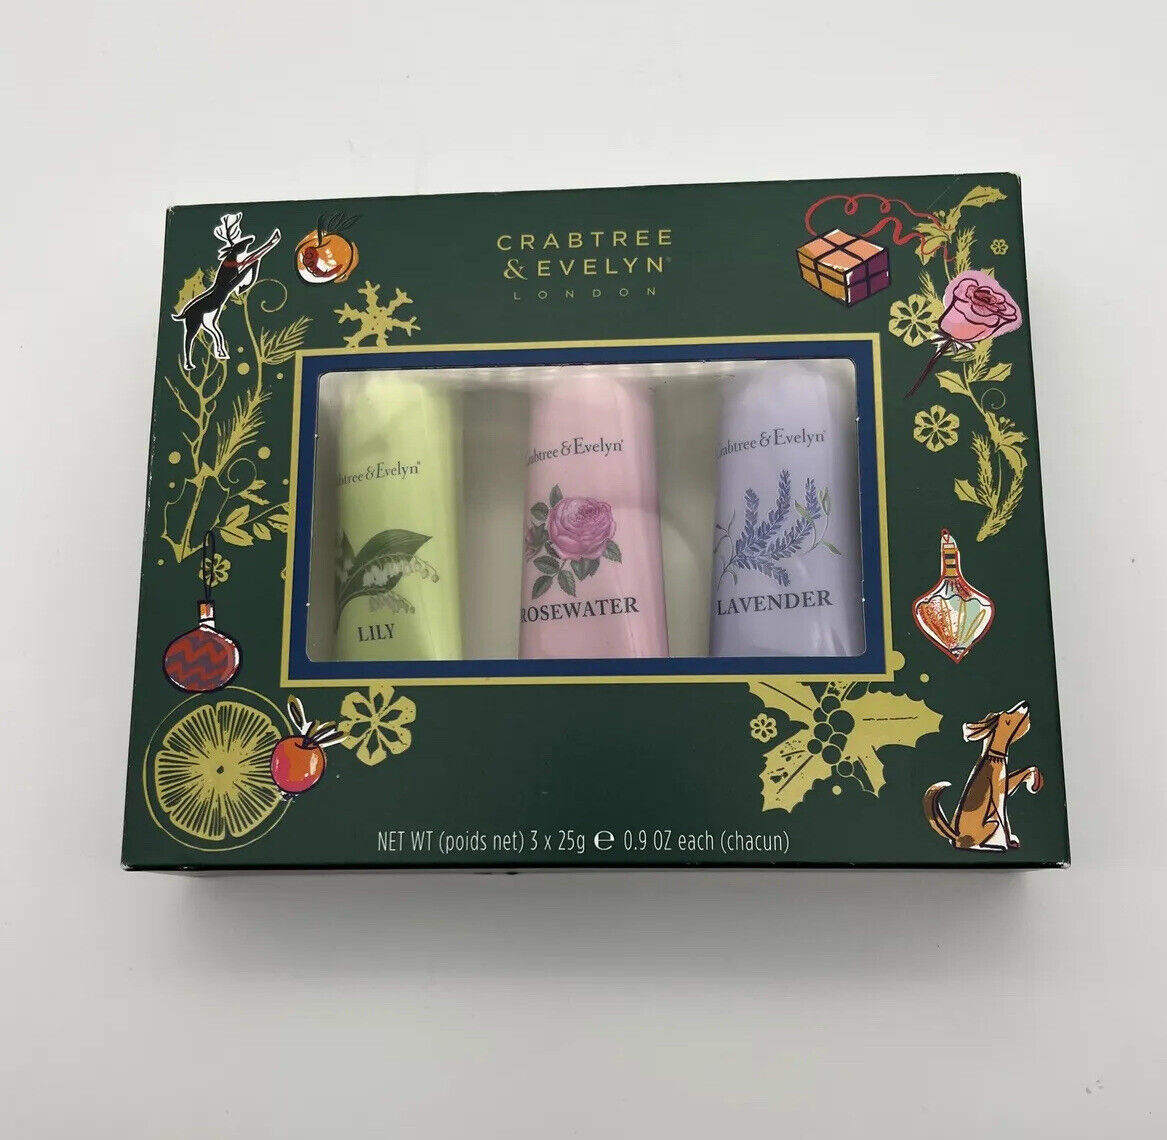 CRABTREE
& EVELYN®
LONDON
Crabtree & Evelyn®
LILY
Crabtree & Evelyn®
ROSEWATER
Crabtree & Evelyn®
LAVENDER
NET WT (poids net) 3 x 25g ℮ 0.9 OZ each (chacun)